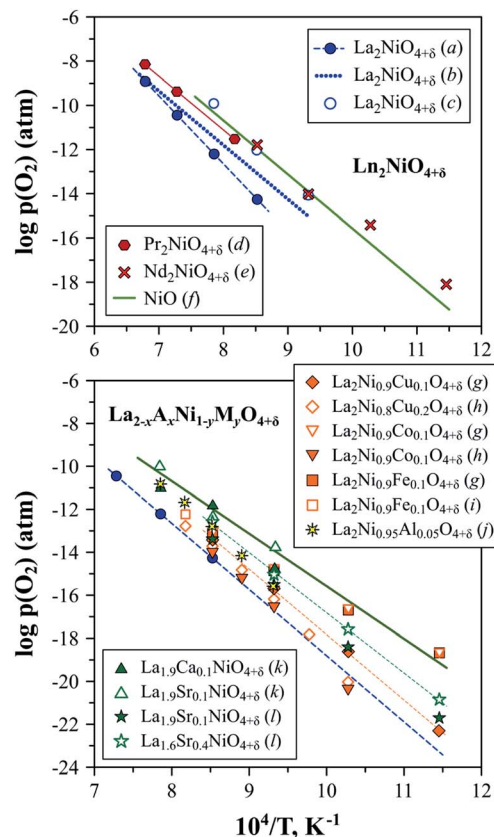 -6
-8
-10
-12
-14
-16
-18
-20
log p(O₂) (atm)
La₂NiO₄₊δ (a)
La₂NiO₄₊δ (b)
La₂NiO₄₊δ (c)
Ln₂NiO₄₊δ
Pr₂NiO₄₊δ (d)
Nd₂NiO₄₊δ (e)
NiO (f)
6 7 8 9 10 11 12
La₂Ni₀.₉Cu₀.₁O₄₊δ (g)
La₂Ni₀.₈Cu₀.₂O₄₊δ (h)
La₂Ni₀.₉Co₀.₁O₄₊δ (g)
La₂Ni₀.₉Co₀.₁O₄₊δ (h)
La₂Ni₀.₉Fe₀.₁O₄₊δ (g)
La₂Ni₀.₉Fe₀.₁O₄₊δ (i)
La₂Ni₀.₉₅Al₀.₀₅O₄₊δ (j)
-6
-8
-10
-12
-14
-16
-18
-20
-22
-24
log p(O₂) (atm)
La₂₋ₓAₓNi₁₋yMyO₄₊δ
La₁.₉Ca₀.₁NiO₄₊δ (k)
La₁.₉Sr₀.₁NiO₄₊δ (k)
La₁.₉Sr₀.₁NiO₄₊δ (l)
La₁.₆Sr₀.₄NiO₄₊δ (l)
7 8 9 10 11 12
10⁴/T, K⁻¹